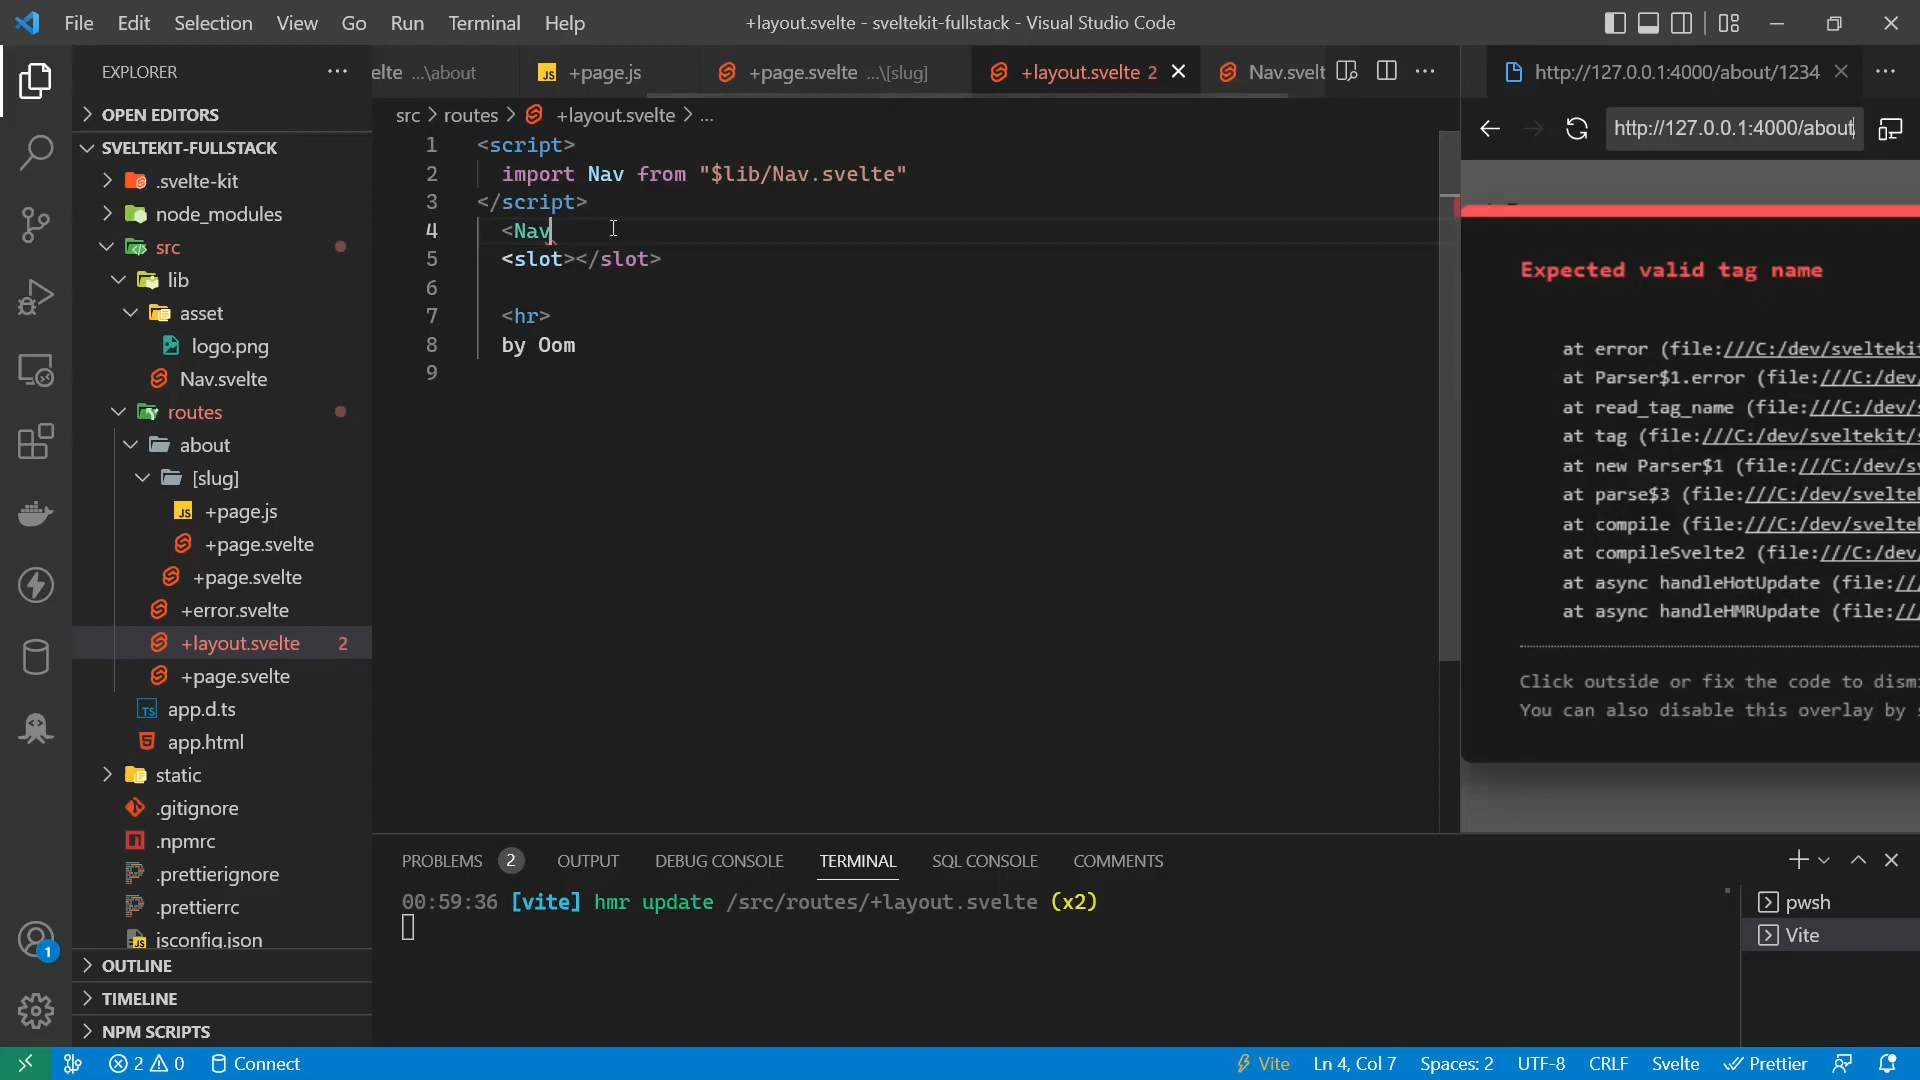 File Edit Selection View Go Run Terminal Help
+layout.svelte - sveltekit-fullstack - Visual Studio Code
EXPLORER
OPEN EDITORS
SVELTEKIT-FULLSTACK
.svelte-kit
node_modules
src
lib
asset
logo.png
Nav.svelte
routes
about
[slug]
+page.js
+page.svelte
+page.svelte
+error.svelte
+layout.svelte 2
+page.svelte
app.d.ts
app.html
static
.gitignore
.npmrc
.prettierignore
.prettierrc
jsconfig.json
OUTLINE
TIMELINE
NPM SCRIPTS
elte ...\about
JS +page.js
+page.svelte ...\[slug]
+layout.svelte 2
Nav.svelt
src > routes > +layout.svelte > ...
1 <script>
2 import Nav from "$lib/Nav.svelte"
3 </script>
4 <Nav
5 <slot></slot>
6
7 <hr>
8 by Oom
9
http://127.0.0.1:4000/about/1234
http://127.0.0.1:4000/about
Expected valid tag name
at error (file:///C:/dev/sveltekit
at Parser$1.error (file:///C:/dev/
at read_tag_name (file:///C:/dev/s
at tag (file:///C:/dev/sveltekit/s
at new Parser$1 (file:///C:/dev/sv
at parse$3 (file:///C:/dev/sveltek
at compile (file:///C:/dev/sveltek
at compileSvelte2 (file:///C:/dev/
at async handleHotUpdate (file:///
at async handleHMRUpdate (file:///
Click outside or fix the code to dismi
You can also disable this overlay by s
PROBLEMS 2 OUTPUT DEBUG CONSOLE TERMINAL SQL CONSOLE COMMENTS
00:59:36 [vite] hmr update /src/routes/+layout.svelte (x2)
pwsh
Vite
1
2 0 Connect
Vite Ln 4, Col 7 Spaces: 2 UTF-8 CRLF Svelte Prettier